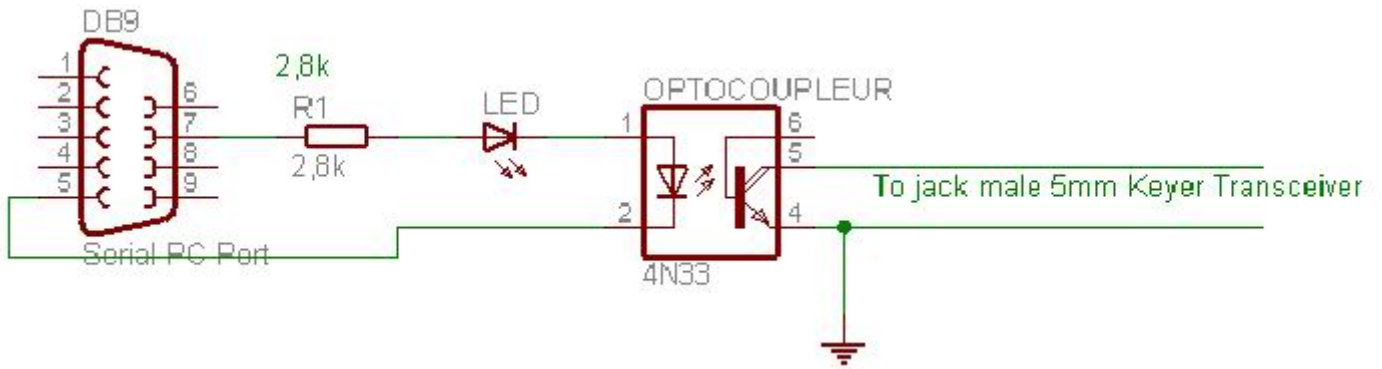 DB9
1
2
3
4
5
6
7
8
9
Serial PC Port
2,8k
R1
2,8k
LED
OPTOCOUPLEUR
1
2
6
5
4
4N33
To jack male 5mm Keyer Transceiver